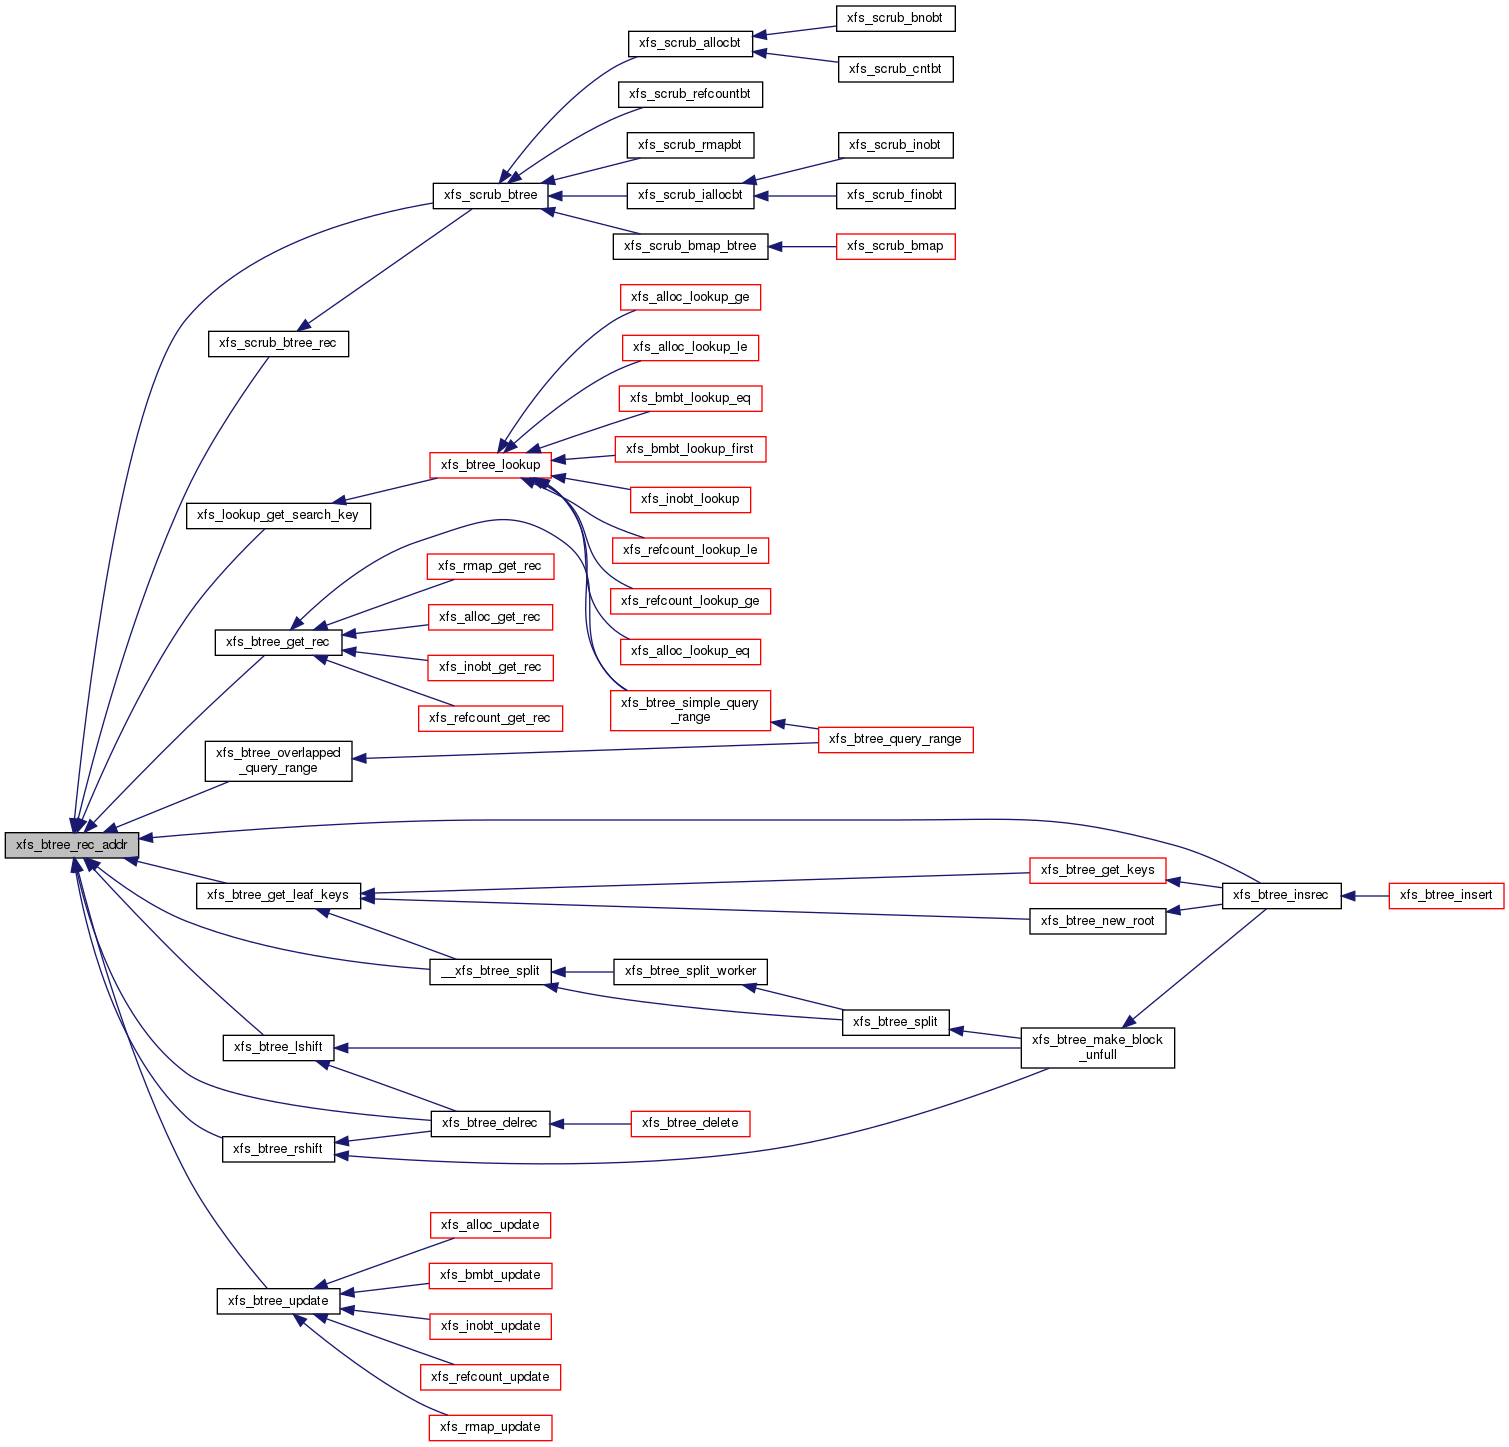 xfs_scrub_bnobt
xfs_scrub_allocbt
xfs_scrub_cntbt
xfs_scrub_refcountbt
xfs_scrub_rmapbt
xfs_scrub_inobt
xfs_scrub_btree
xfs_scrub_iallocbt
xfs_scrub_finobt
xfs_scrub_bmap_btree
xfs_scrub_bmap
xfs_alloc_lookup_ge
xfs_scrub_btree_rec
xfs_alloc_lookup_le
xfs_bmbt_lookup_eq
xfs_bmbt_lookup_first
xfs_btree_lookup
xfs_inobt_lookup
xfs_lookup_get_search_key
xfs_refcount_lookup_le
xfs_rmap_get_rec
xfs_refcount_lookup_ge
xfs_alloc_get_rec
xfs_btree_get_rec
xfs_alloc_lookup_eq
xfs_inobt_get_rec
xfs_btree_simple_query
_range
xfs_refcount_get_rec
xfs_btree_query_range
xfs_btree_overlapped
_query_range
xfs_btree_rec_addr
xfs_btree_get_keys
xfs_btree_get_leaf_keys
xfs_btree_insrec
xfs_btree_insert
xfs_btree_new_root
__xfs_btree_split
xfs_btree_split_worker
xfs_btree_split
xfs_btree_lshift
xfs_btree_make_block
_unfull
xfs_btree_delrec
xfs_btree_delete
xfs_btree_rshift
xfs_alloc_update
xfs_bmbt_update
xfs_btree_update
xfs_inobt_update
xfs_refcount_update
xfs_rmap_update